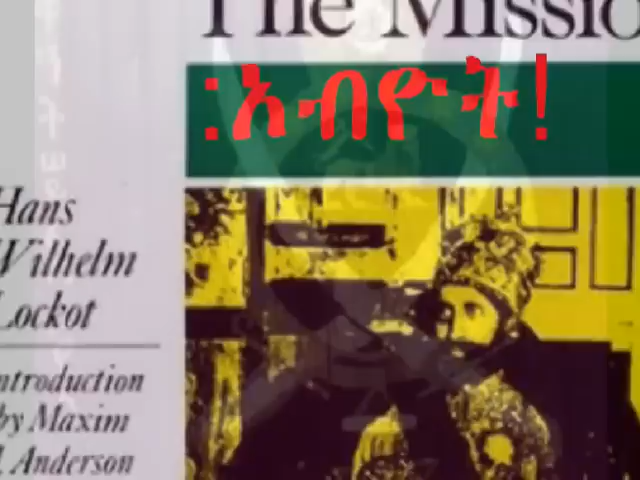 The Missio
:አብዮት!
Hans
Wilhelm
Lockot
ntroduction
by Maxim
Anderson